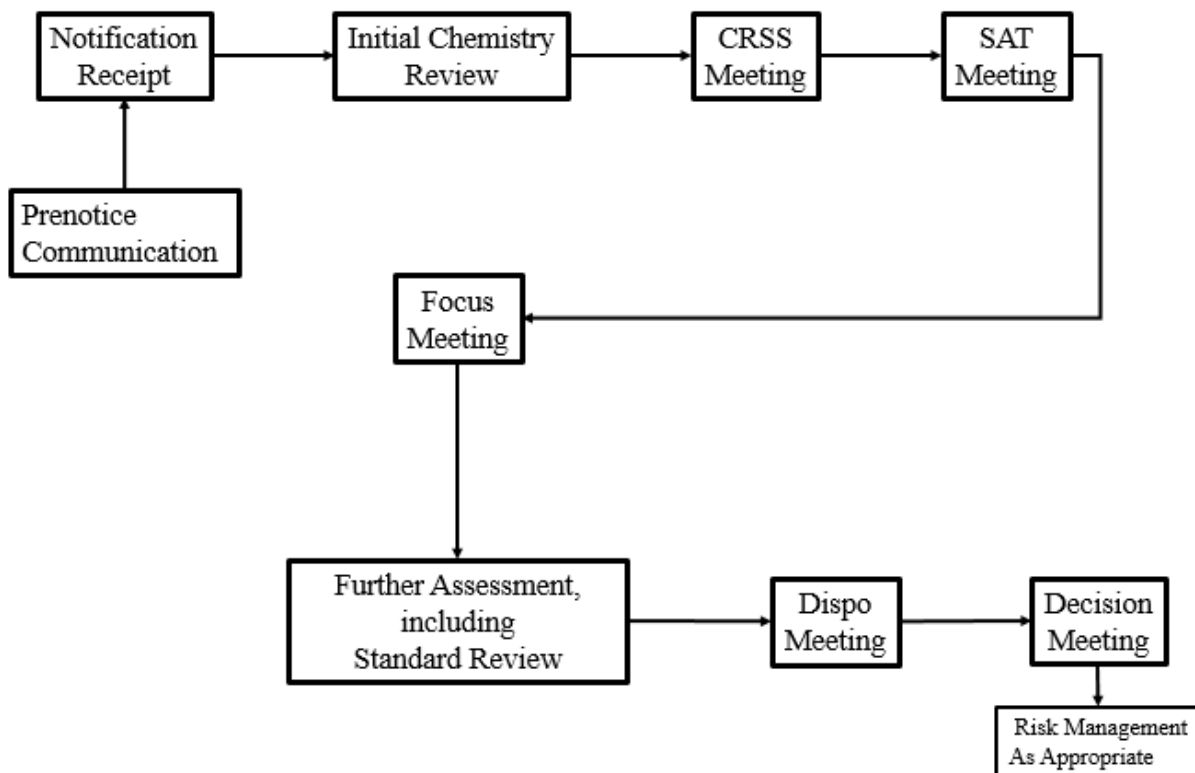 Notification
Receipt
Initial Chemistry
Review
CRSS
Meeting
SAT
Meeting
Prenotice
Communication
Focus
Meeting
Further Assessment,
including
Standard Review
Dispo
Meeting
Decision
Meeting
Risk Management
As Appropriate